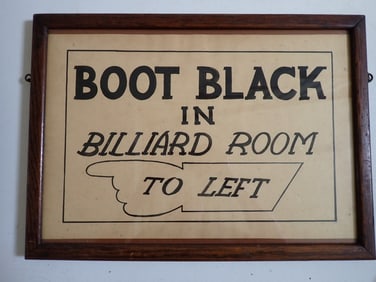 BOOT BLACK
IN
BILLIARD ROOM
TO LEFT